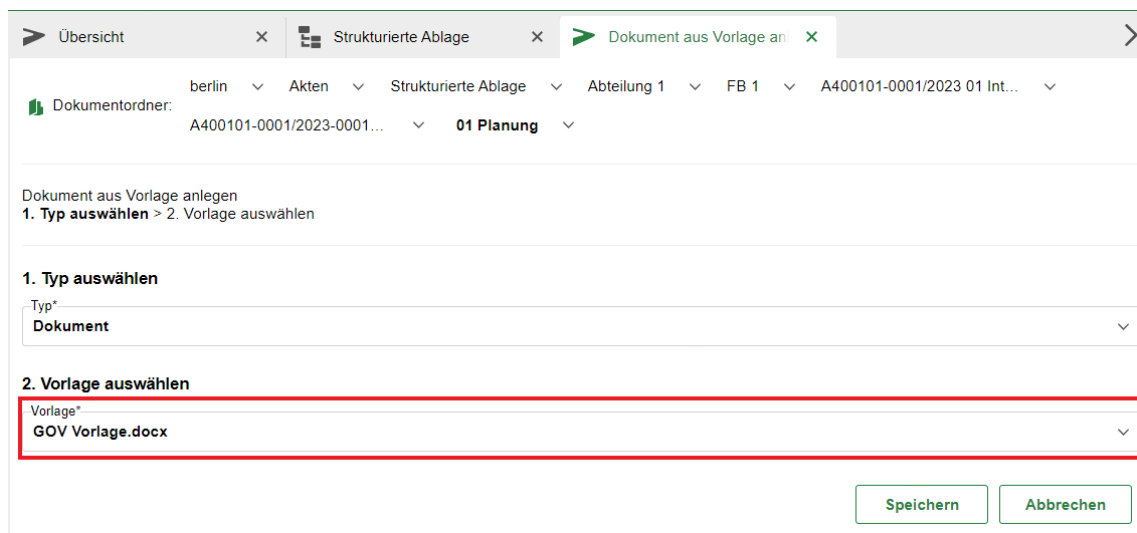 Übersicht Strukturierte Ablage Dokument aus Vorlage an
Dokumentordner: berlin Akten Strukturierte Ablage Abteilung 1 FB 1 A400101-0001/2023 01 Int...
A400101-0001/2023-0001... 01 Planung
Dokument aus Vorlage anlegen
1. Typ auswählen > 2. Vorlage auswählen
1. Typ auswählen
Typ*
Dokument
2. Vorlage auswählen
Vorlage*
GOV Vorlage.docx
Speichern Abbrechen